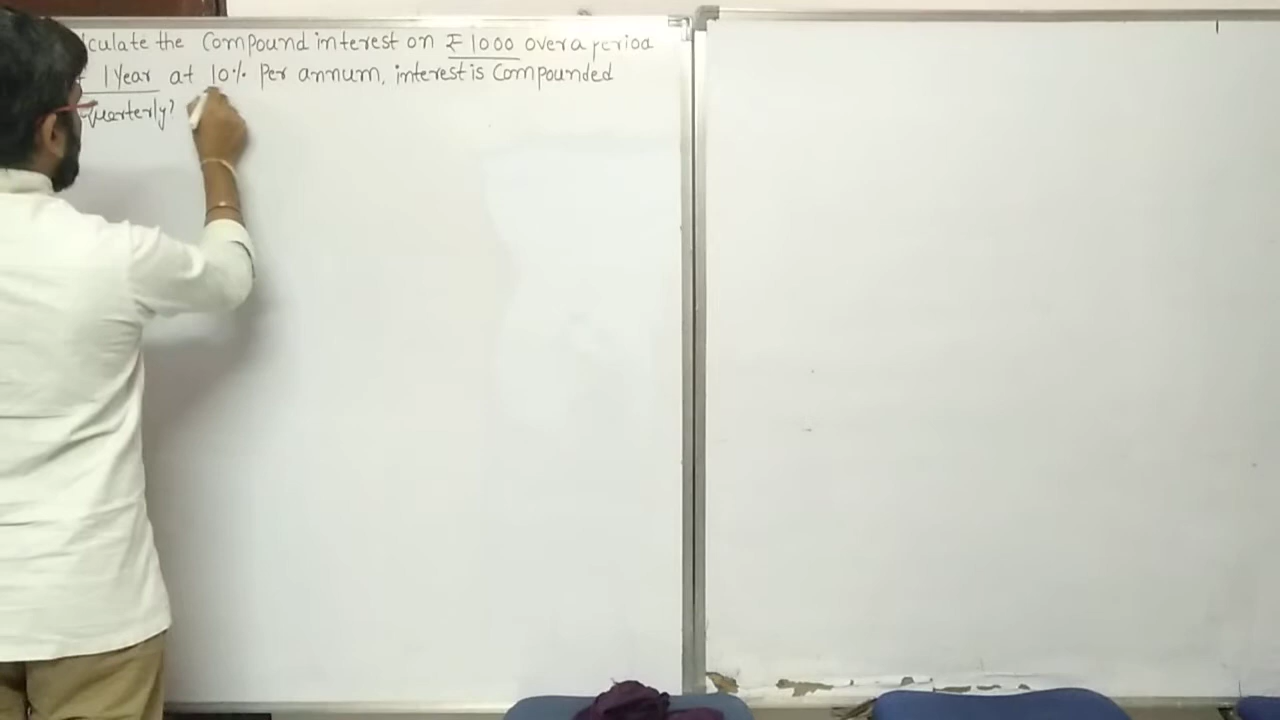 culate the Compound interest on ₹ 1000 over a period
1 Year at 10% Per annum, interest is Compounded
Quarterly?